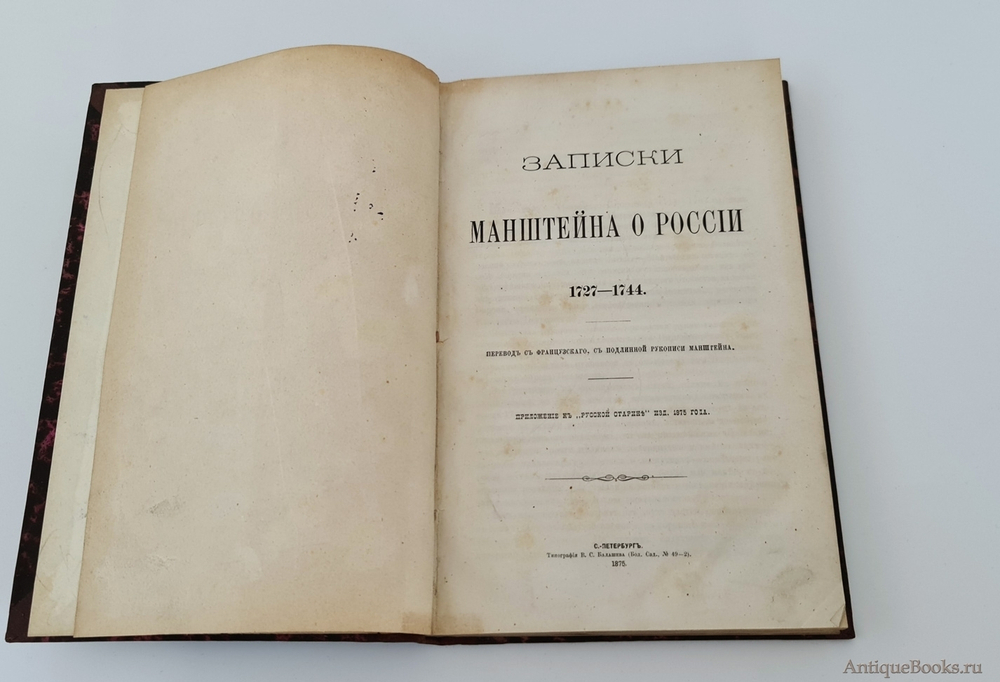 ЗАПИСКИ
МАНШТЕЙНА О РОССІИ
1727—1744.
ПЕРЕВОДЪ СЪ ФРАНЦУЗСКАГО, СЪ ПОДЛИННОЙ РУКОПИСИ МАНШТЕЙНА.
ПРИЛОЖЕНІЕ КЪ „РУССКОЙ СТАРИНѢ" ИЗД. 1875 ГОДА.
С.-ПЕТЕРБУРГЪ.
Типографія В. С. Балашева (Бол. Сад., № 49—2),
1875.
AntiqueBooks.ru